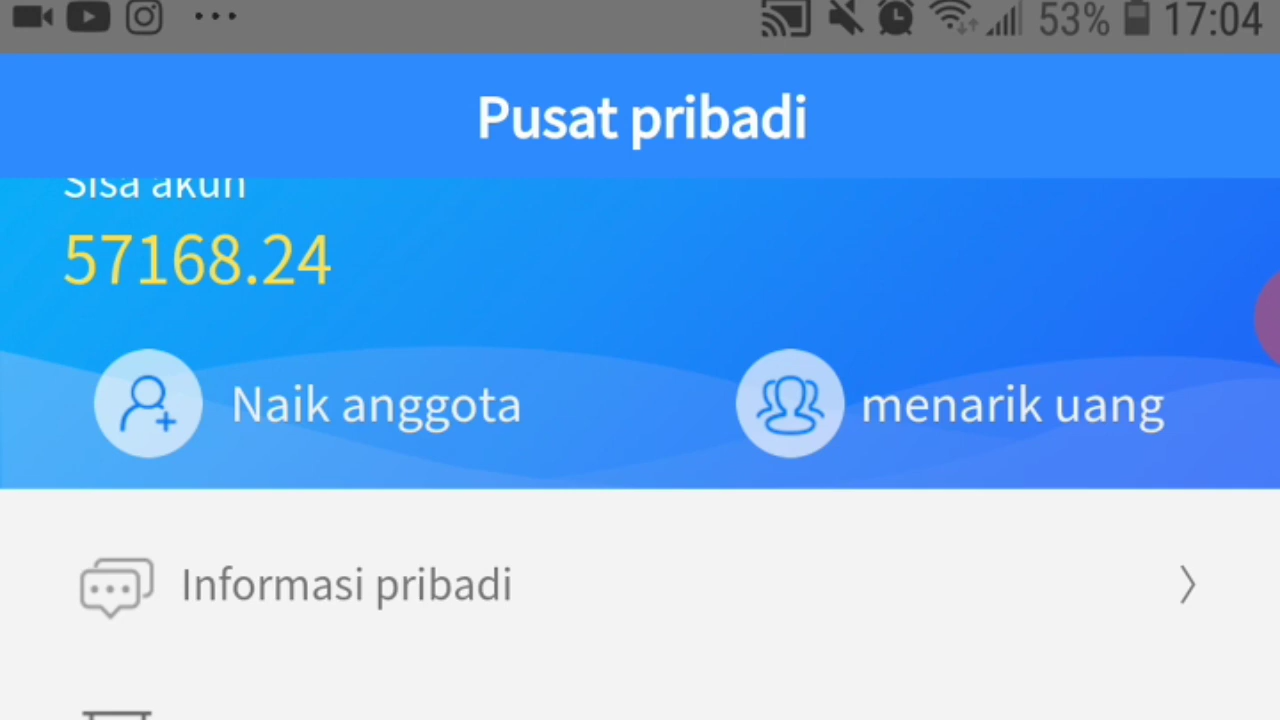 53% 17:04
Pusat pribadi
Sisa akun
57168.24
Naik anggota
menarik uang
Informasi pribadi